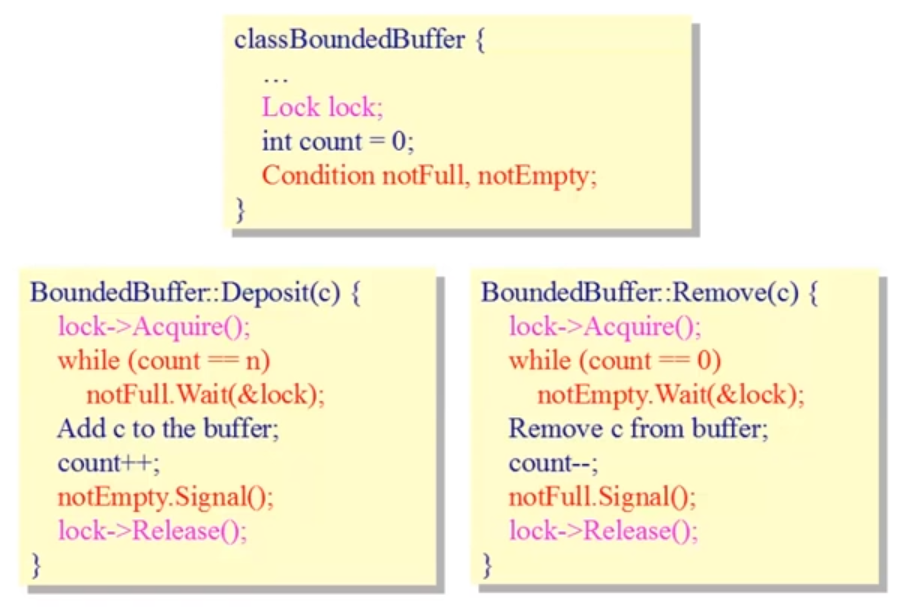 classBoundedBuffer {
…
Lock lock;
int count = 0;
Condition notFull, notEmpty;
}
BoundedBuffer::Deposit(c) {
lock->Acquire();
while (count == n)
notFull.Wait(&lock);
Add c to the buffer;
count++;
notEmpty.Signal();
lock->Release();
}
BoundedBuffer::Remove(c) {
lock->Acquire();
while (count == 0)
notEmpty.Wait(&lock);
Remove c from buffer;
count--;
notFull.Signal();
lock->Release();
}